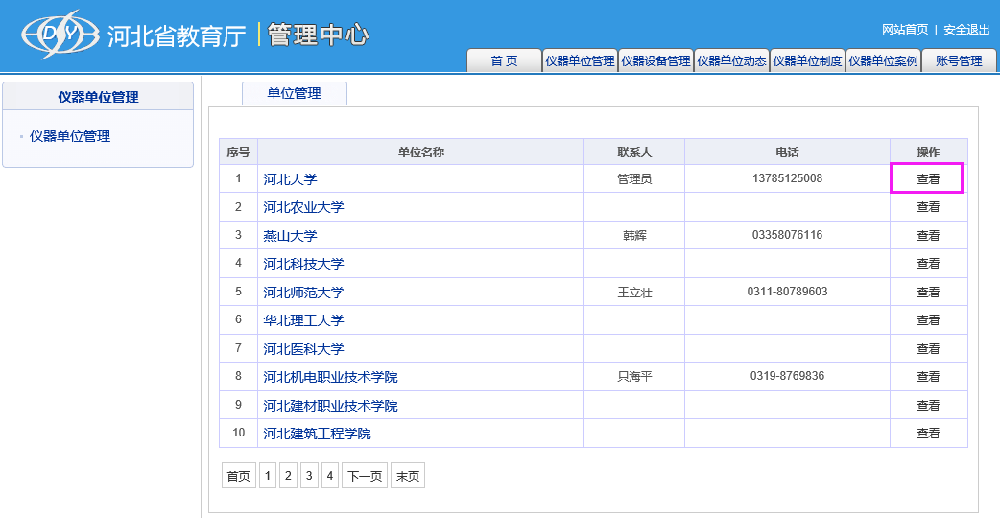 DSY 河北省教育厅 管理中心
网站首页 | 安全退出
首 页 仪器单位管理 仪器设备管理 仪器单位动态 仪器单位制度 仪器单位案例 账号管理
仪器单位管理
仪器单位管理
单位管理
序号 单位名称 联系人 电话 操作
1 河北大学 管理员 13785125008 查看
2 河北农业大学 查看
3 燕山大学 韩辉 03358076116 查看
4 河北科技大学 查看
5 河北师范大学 王立壮 0311-80789603 查看
6 华北理工大学 查看
7 河北医科大学 查看
8 河北机电职业技术学院 只海平 0319-8769836 查看
9 河北建材职业技术学院 查看
10 河北建筑工程学院 查看
首页 1 2 3 4 下一页 末页